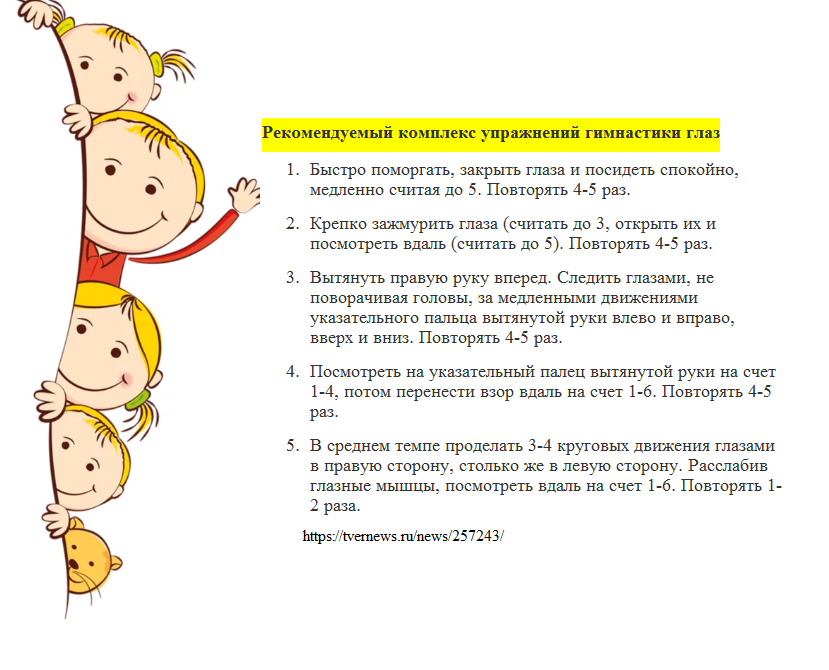 Рекомендуемый комплекс упражнений гимнастики глаз
1. Быстро поморгать, закрыть глаза и посидеть спокойно,
медленно считая до 5. Повторять 4-5 раз.
2. Крепко зажмурить глаза (считать до 3, открыть их и
посмотреть вдаль (считать до 5). Повторять 4-5 раз.
3. Вытянуть правую руку вперед. Следить глазами, не
поворачивая головы, за медленными движениями
указательного пальца вытянутой руки влево и вправо,
вверх и вниз. Повторять 4-5 раз.
4. Посмотреть на указательный палец вытянутой руки на счет
1-4, потом перенести взор вдаль на счет 1-6. Повторять 4-5
раз.
5. В среднем темпе проделать 3-4 круговых движения глазами
в правую сторону, столько же в левую сторону. Расслабив
глазные мышцы, посмотреть вдаль на счет 1-6. Повторять 1-
2 раза.
https://tvernews.ru/news/257243/